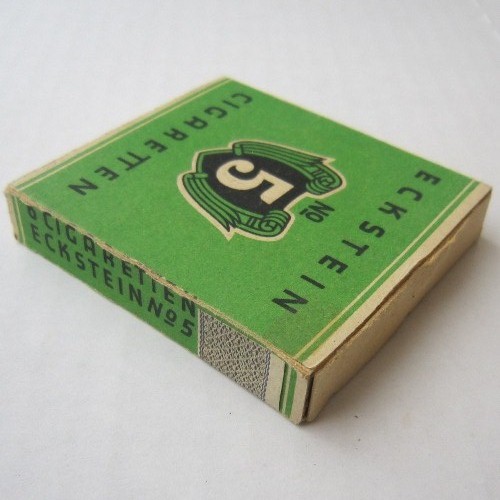 ECKSTEIN
No
5
CIGARETTEN
6 CIGARETTEN
ECKSTEIN No 5